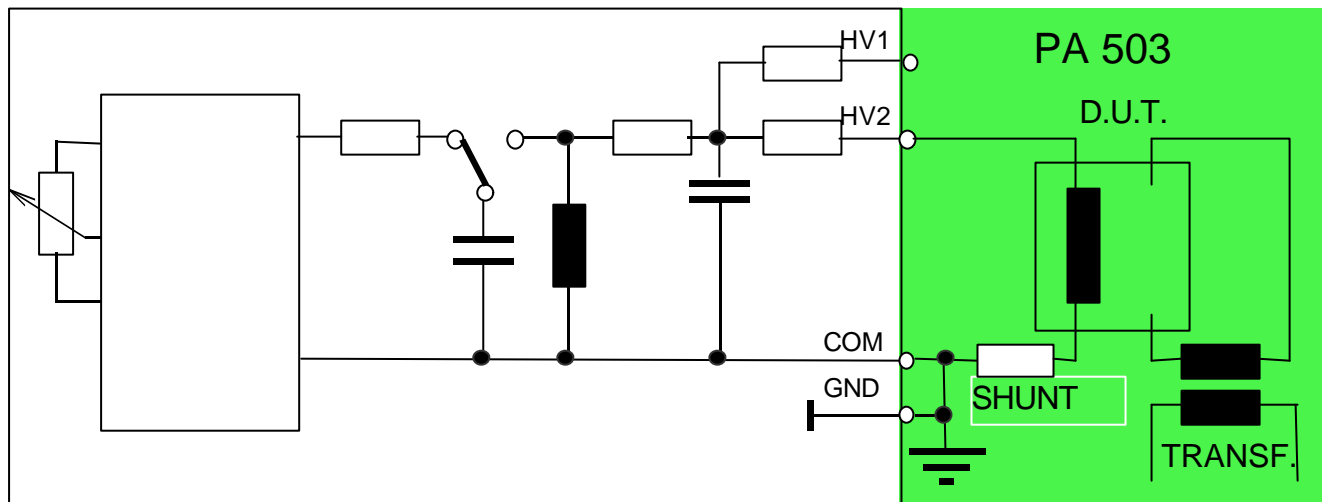 HV1
PA 503
HV2
D.U.T.
COM
GND
SHUNT
TRANSF.